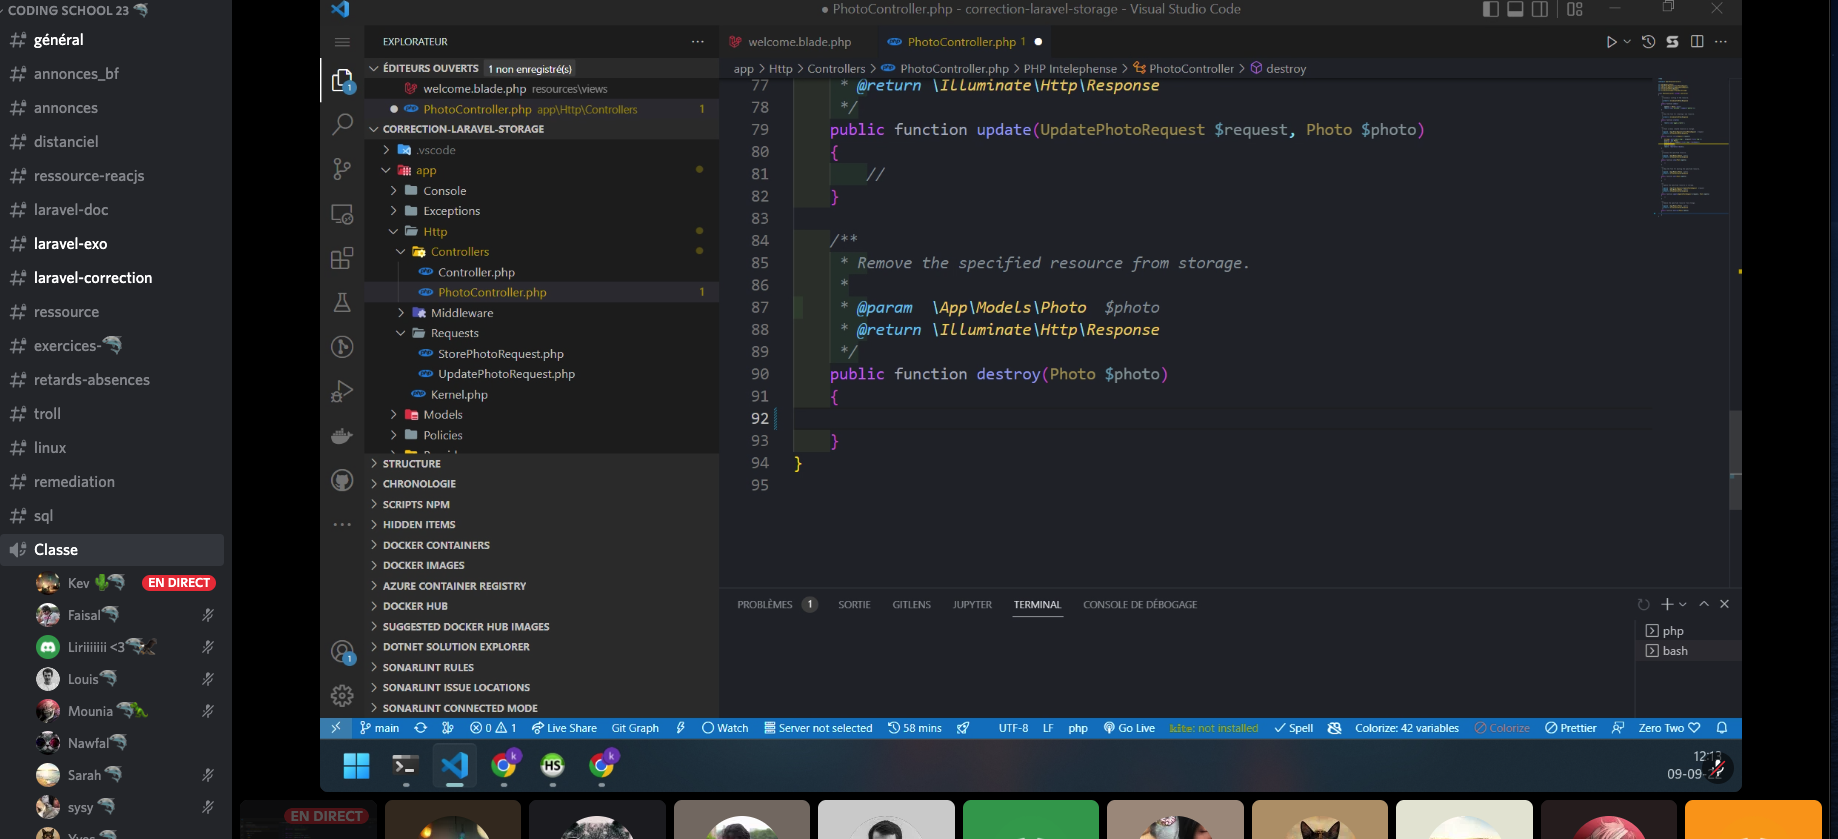 CODING SCHOOL 23
général
annonces_bf
annonces
distanciel
ressource-reacjs
laravel-doc
laravel-exo
laravel-correction
ressource
exercices-
retards-absences
troll
linux
remediation
sql
Classe
Kev EN DIRECT
Faisal
Liriiiiiii <3
Louis
Mounia
Nawfal
Sarah
sysy
● PhotoController.php - correction-laravel-storage - Visual Studio Code
EXPLORATEUR
ÉDITEURS OUVERTS 1 non enregistré(s)
welcome.blade.php resources\views
● PhotoController.php app\Http\Controllers 1
CORRECTION-LARAVEL-STORAGE
.vscode
app
Console
Exceptions
Http
Controllers
Controller.php
PhotoController.php 1
Middleware
Requests
StorePhotoRequest.php
UpdatePhotoRequest.php
Kernel.php
Models
Policies
STRUCTURE
CHRONOLOGIE
SCRIPTS NPM
HIDDEN ITEMS
DOCKER CONTAINERS
DOCKER IMAGES
AZURE CONTAINER REGISTRY
DOCKER HUB
SUGGESTED DOCKER HUB IMAGES
DOTNET SOLUTION EXPLORER
SONARLINT RULES
SONARLINT ISSUE LOCATIONS
SONARLINT CONNECTED MODE
1
1
welcome.blade.php PhotoController.php 1 ●
app > Http > Controllers > PhotoController.php > PHP Intelephense > PhotoController > destroy
77 * @return \Illuminate\Http\Response
78 */
79 public function update(UpdatePhotoRequest $request, Photo $photo)
80 {
81 //
82 }
83
84 /**
85 * Remove the specified resource from storage.
86 *
87 * @param \App\Models\Photo $photo
88 * @return \Illuminate\Http\Response
89 */
90 public function destroy(Photo $photo)
91 {
92
93 }
94 }
95
PROBLÈMES 1 SORTIE GITLENS JUPYTER TERMINAL CONSOLE DE DÉBOGAGE
php
bash
main 0 1 Live Share Git Graph Watch Server not selected 58 mins UTF-8 LF php Go Live not installed Spell Colorize: 42 variables Colorize Prettier Zero Two
k HS k
09-09-
EN DIRECT